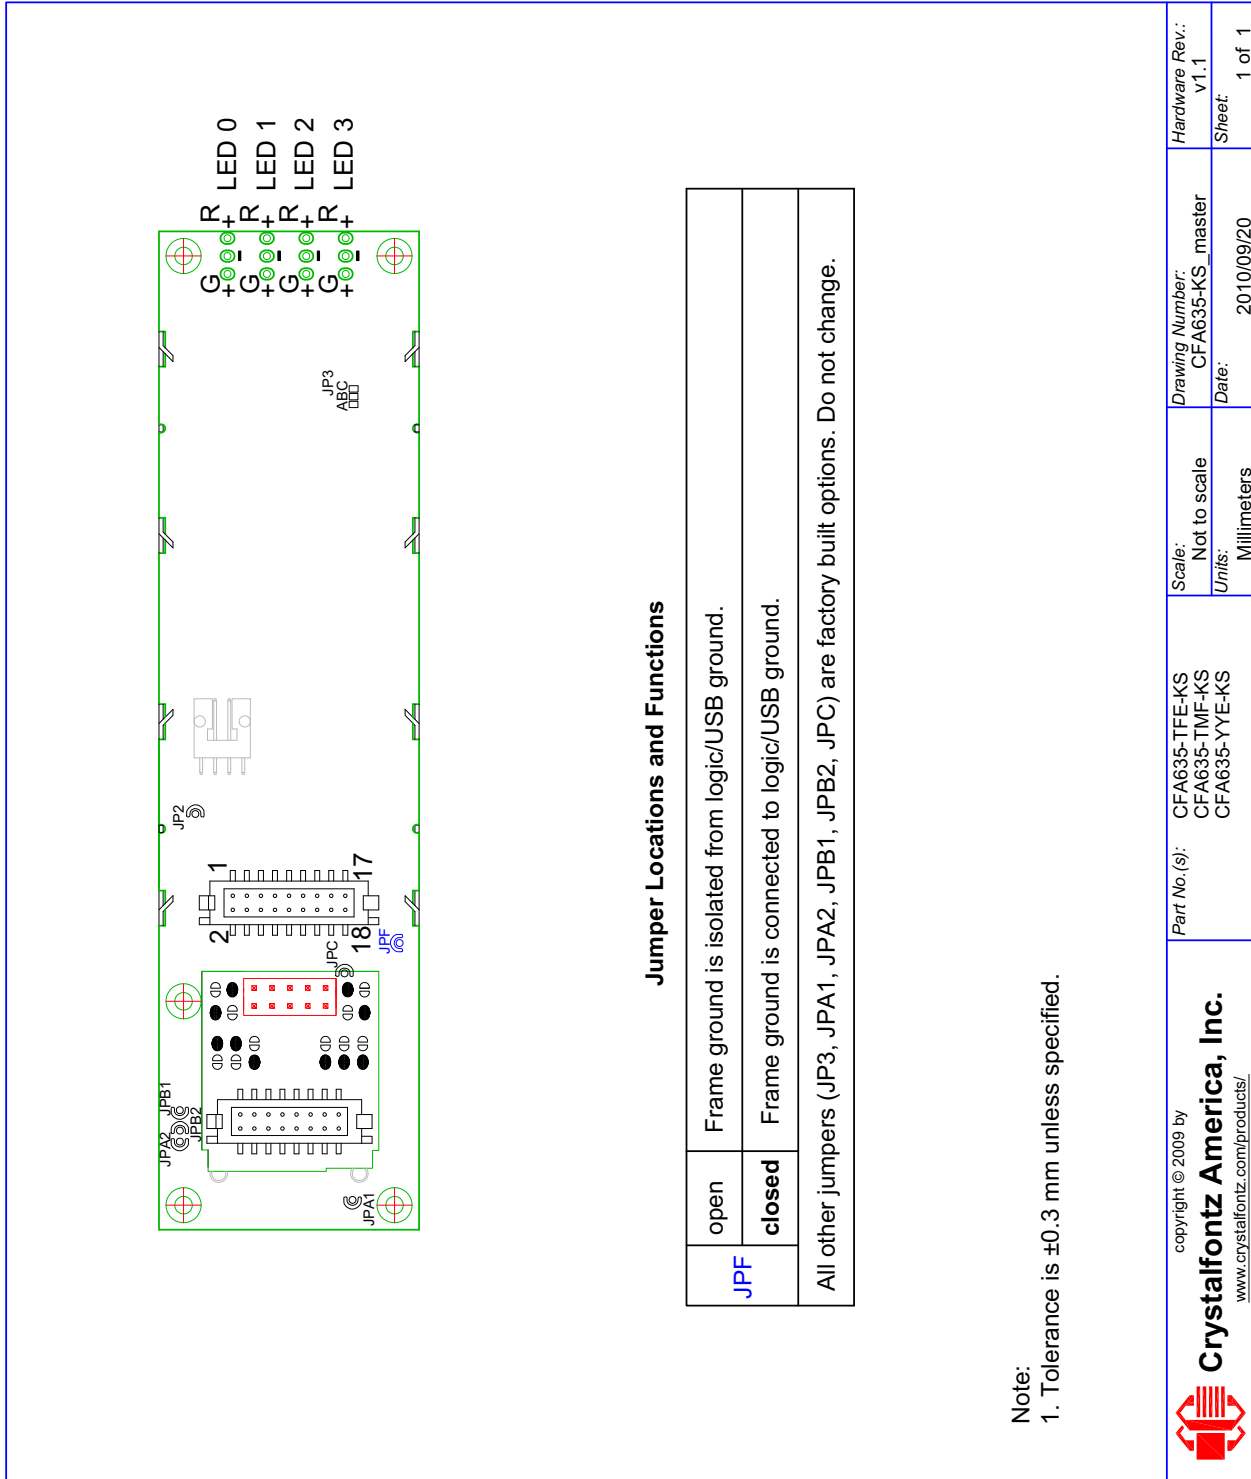 JPA2
JPB1
JPB2
JPA1
2
1
18
17
JPF
JPC
JP2
JP3
ABC
G
R
+
+
LED 0
G
R
+
+
LED 1
G
R
+
+
LED 2
G
R
+
+
LED 3
Jumper Locations and Functions
JPF
open
Frame ground is isolated from logic/USB ground.
closed
Frame ground is connected to logic/USB ground.
All other jumpers (JP3, JPA1, JPA2, JPB1, JPB2, JPC) are factory built options. Do not change.
Note:
1. Tolerance is ±0.3 mm unless specified.
copyright © 2009 by
Crystalfontz America, Inc.
www.crystalfontz.com/products/
Part No.(s):
CFA635-TFE-KS
CFA635-TMF-KS
CFA635-YYE-KS
Scale:
Not to scale
Units:
Millimeters
Drawing Number:
CFA635-KS_master
Date:
2010/09/20
Hardware Rev.:
v1.1
Sheet:
1 of 1